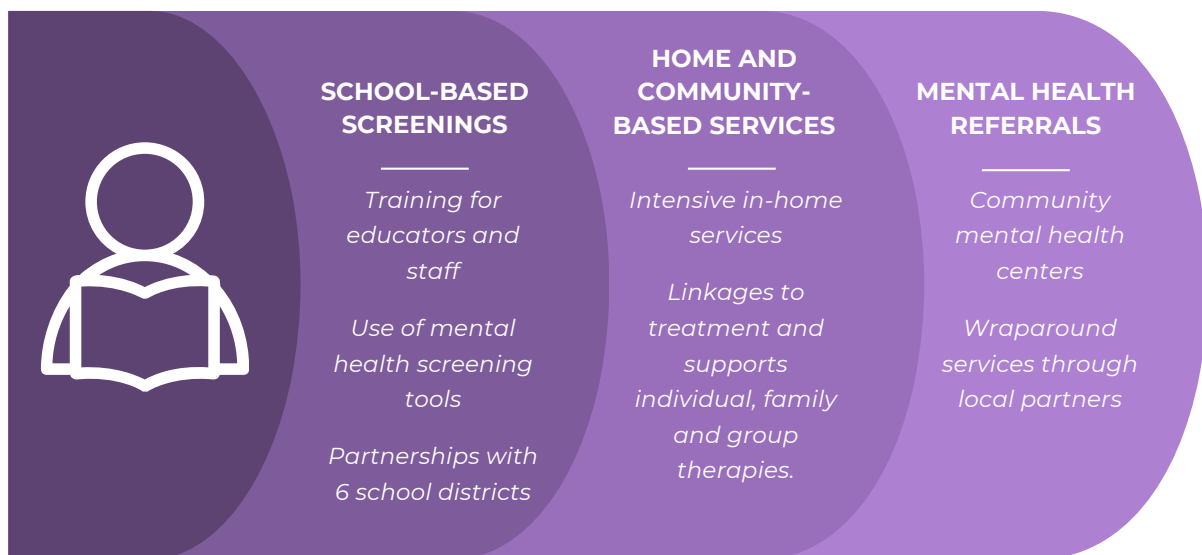 SCHOOL-BASED
SCREENINGS
Training for
educators and
staff
Use of mental
health screening
tools
Partnerships with
6 school districts
HOME AND
COMMUNITY-
BASED SERVICES
Intensive in-home
services
Linkages to
treatment and
supports
individual, family
and group
therapies.
MENTAL HEALTH
REFERRALS
Community
mental health
centers
Wraparound
services through
local partners